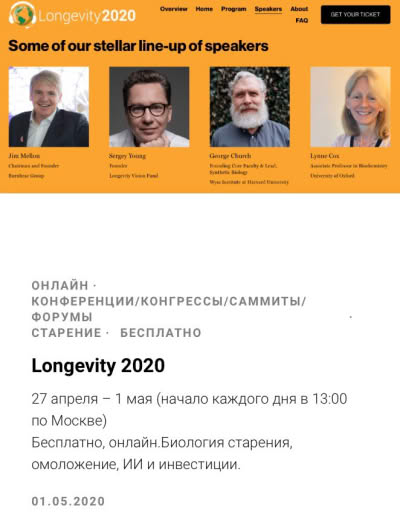 Longevity2020
Overview Home Program Speakers About
FAQ
GET YOUR TICKET
Some of our stellar line-up of speakers
Jim Mellon
Chairman and Founder
Burnbrae Group
Sergey Young
Founder
Longevity Vision Fund
George Church
Founding Core Faculty & Lead,
Synthetic Biology
Wyss Institute at Harvard University
Lynne Cox
Associate Professor in Biochemistry
University of Oxford
ОНЛАЙН ·
КОНФЕРЕНЦИИ/КОНГРЕССЫ/САММИТЫ/
ФОРУМЫ ·
СТАРЕНИЕ · БЕСПЛАТНО
Longevity 2020
27 апреля – 1 мая (начало каждого дня в 13:00
по Москве)
Бесплатно, онлайн.Биология старения,
омоложение, ИИ и инвестиции.
01.05.2020